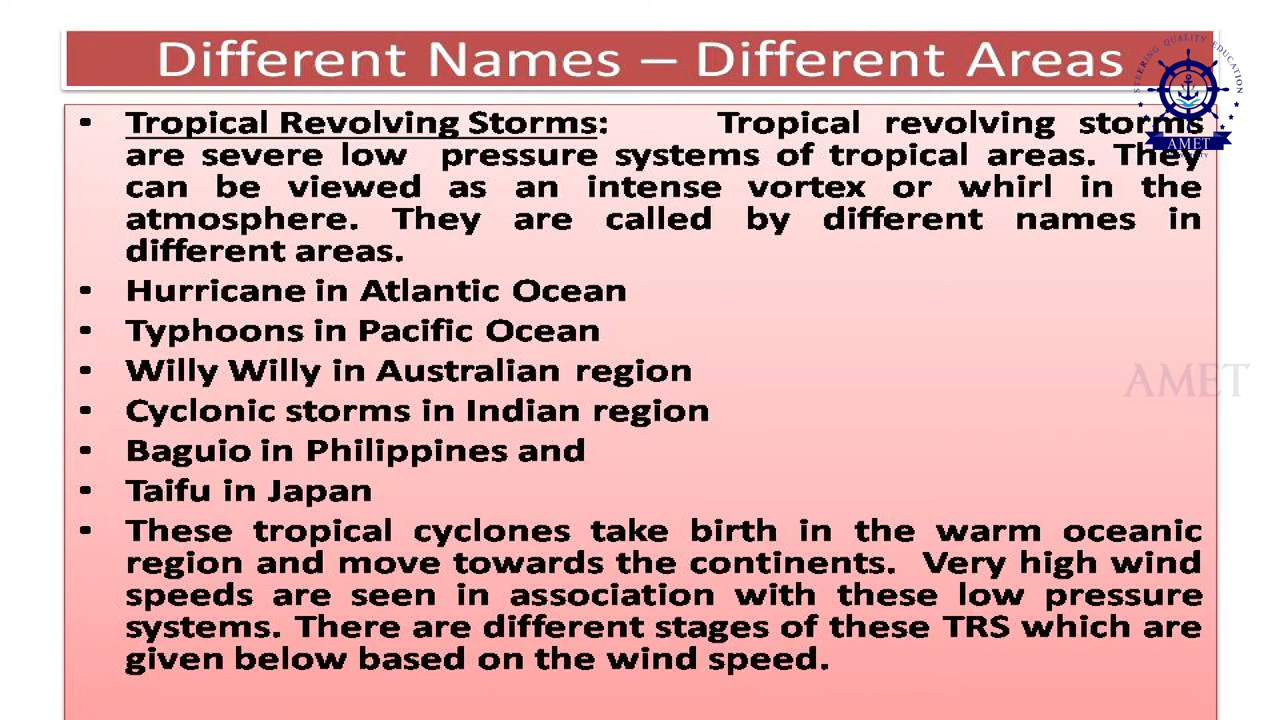 Different Names – Different Areas
STEERING QUALITY EDUCATION
AMET
• Tropical Revolving Storms: Tropical revolving storms
are severe low pressure systems of tropical areas. They
can be viewed as an intense vortex or whirl in the
atmosphere. They are called by different names in
different areas.
• Hurricane in Atlantic Ocean
• Typhoons in Pacific Ocean
• Willy Willy in Australian region
AMET
• Cyclonic storms in Indian region
• Baguio in Philippines and
• Taifu in Japan
• These tropical cyclones take birth in the warm oceanic
region and move towards the continents. Very high wind
speeds are seen in association with these low pressure
systems. There are different stages of these TRS which are
given below based on the wind speed.